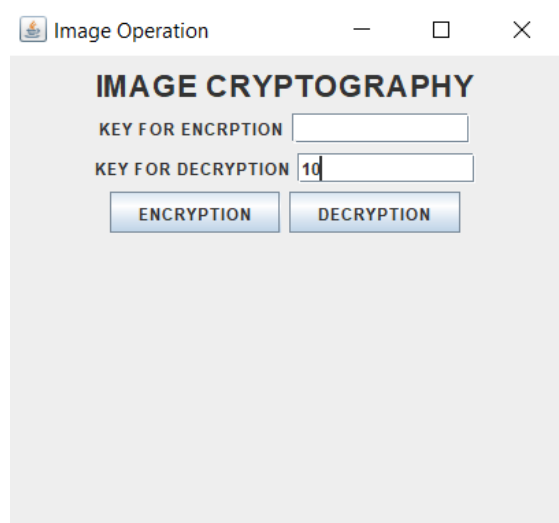 Image Operation
IMAGE CRYPTOGRAPHY
KEY FOR ENCRPTION
KEY FOR DECRYPTION 10
ENCRYPTION DECRYPTION